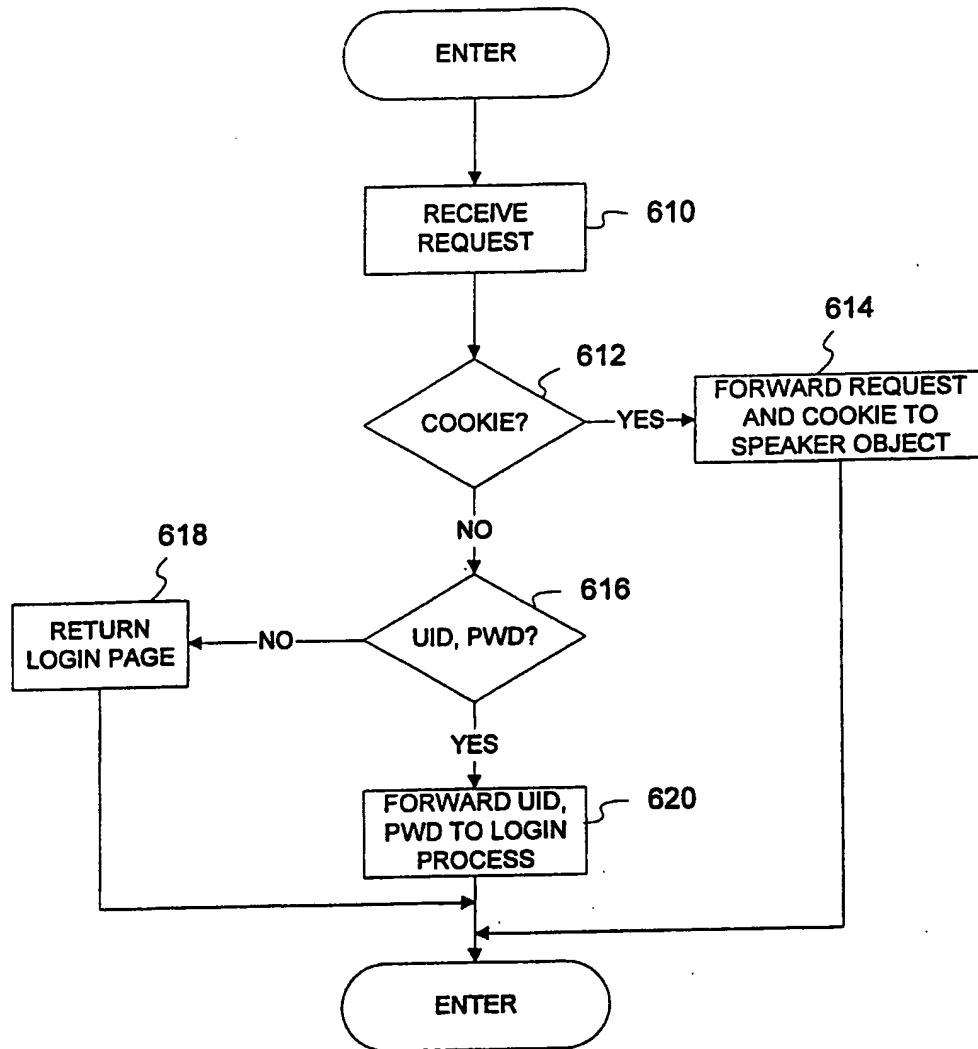 ENTER
RECEIVE
REQUEST
610
612
COOKIE?
YES
614
FORWARD REQUEST
AND COOKIE TO
SPEAKER OBJECT
NO
616
UID, PWD?
NO
618
RETURN
LOGIN PAGE
YES
FORWARD UID,
PWD TO LOGIN
PROCESS
620
ENTER